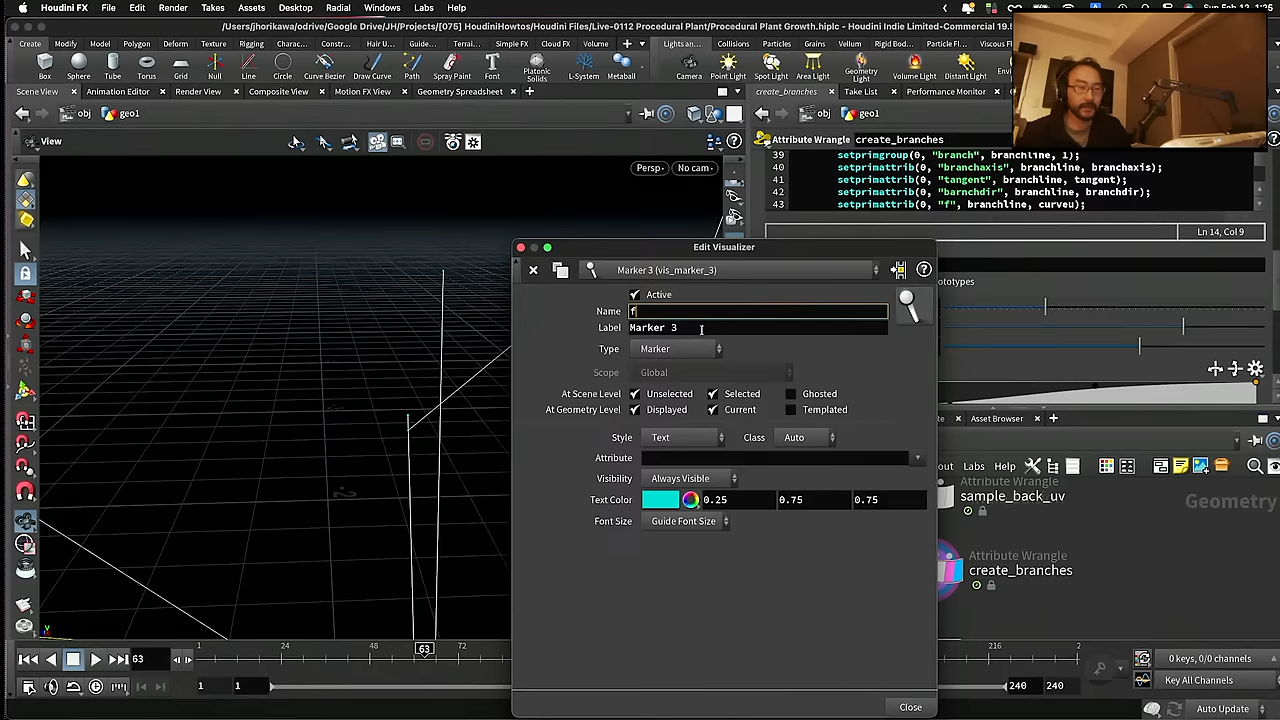 Houdini FX File Edit Render Takes Assets Desktop Radial Windows Labs Help
/Users/jhorikawa/odrive/Google Drive/JH/Projects/[075] HoudiniHowtos/Houdini Files/Live-0112 Procedural Plant/Procedural Plant Growth.hiplc - Houdini Indie Limited-Commercial 19.5
Create Modify Model Polygon Deform Texture Rigging Charac... Constr... Hair U... Guide... Terrai... Simple FX Cloud FX Volume
Lights an... Collisions Particles Grains Vellum Rigid Bod... Particle Fl... Viscous F
Box Sphere Tube Torus Grid Null Line Circle Curve Bezier Draw Curve Path Spray Paint Font Platonic Solids L-System Metaball
Camera Point Light Spot Light Area Light Geometry Light Volume Light Distant Light
Scene View Animation Editor Render View Composite View Motion FX View Geometry Spreadsheet
create_branches Take List Performance Monitor
obj geo1
obj geo1
View
Attribute Wrangle create_branches
39 setprimgroup(0, "branch", branchline, 1);
40 setprimattrib(0, "branchaxis", branchline, branchaxis);
41 setprimattrib(0, "tangent", branchline, tangent);
42 setprimattrib(0, "barnchdir", branchline, branchdir);
43 setprimattrib(0, "f", branchline, curveu);
Persp No cam
Ln 14, Col 9
Edit Visualizer
Marker 3 (vis_marker_3)
Active
Name f
Label Marker 3
Type Marker
Scope Global
At Scene Level Unselected Selected Ghosted
At Geometry Level Displayed Current Templated
Style Text Class Auto
Attribute
Visibility Always Visible
Text Color 0.25 0.75 0.75
Font Size Guide Font Size
Close
ototypes
Asset Browser
out Labs Help
Attribute Wrangle
sample_back_uv
Geometry
Attribute Wrangle
create_branches
63
1 24 48 63 72 216 2
1 1 240 240
0 keys, 0/0 channels
Key All Channels
Auto Update